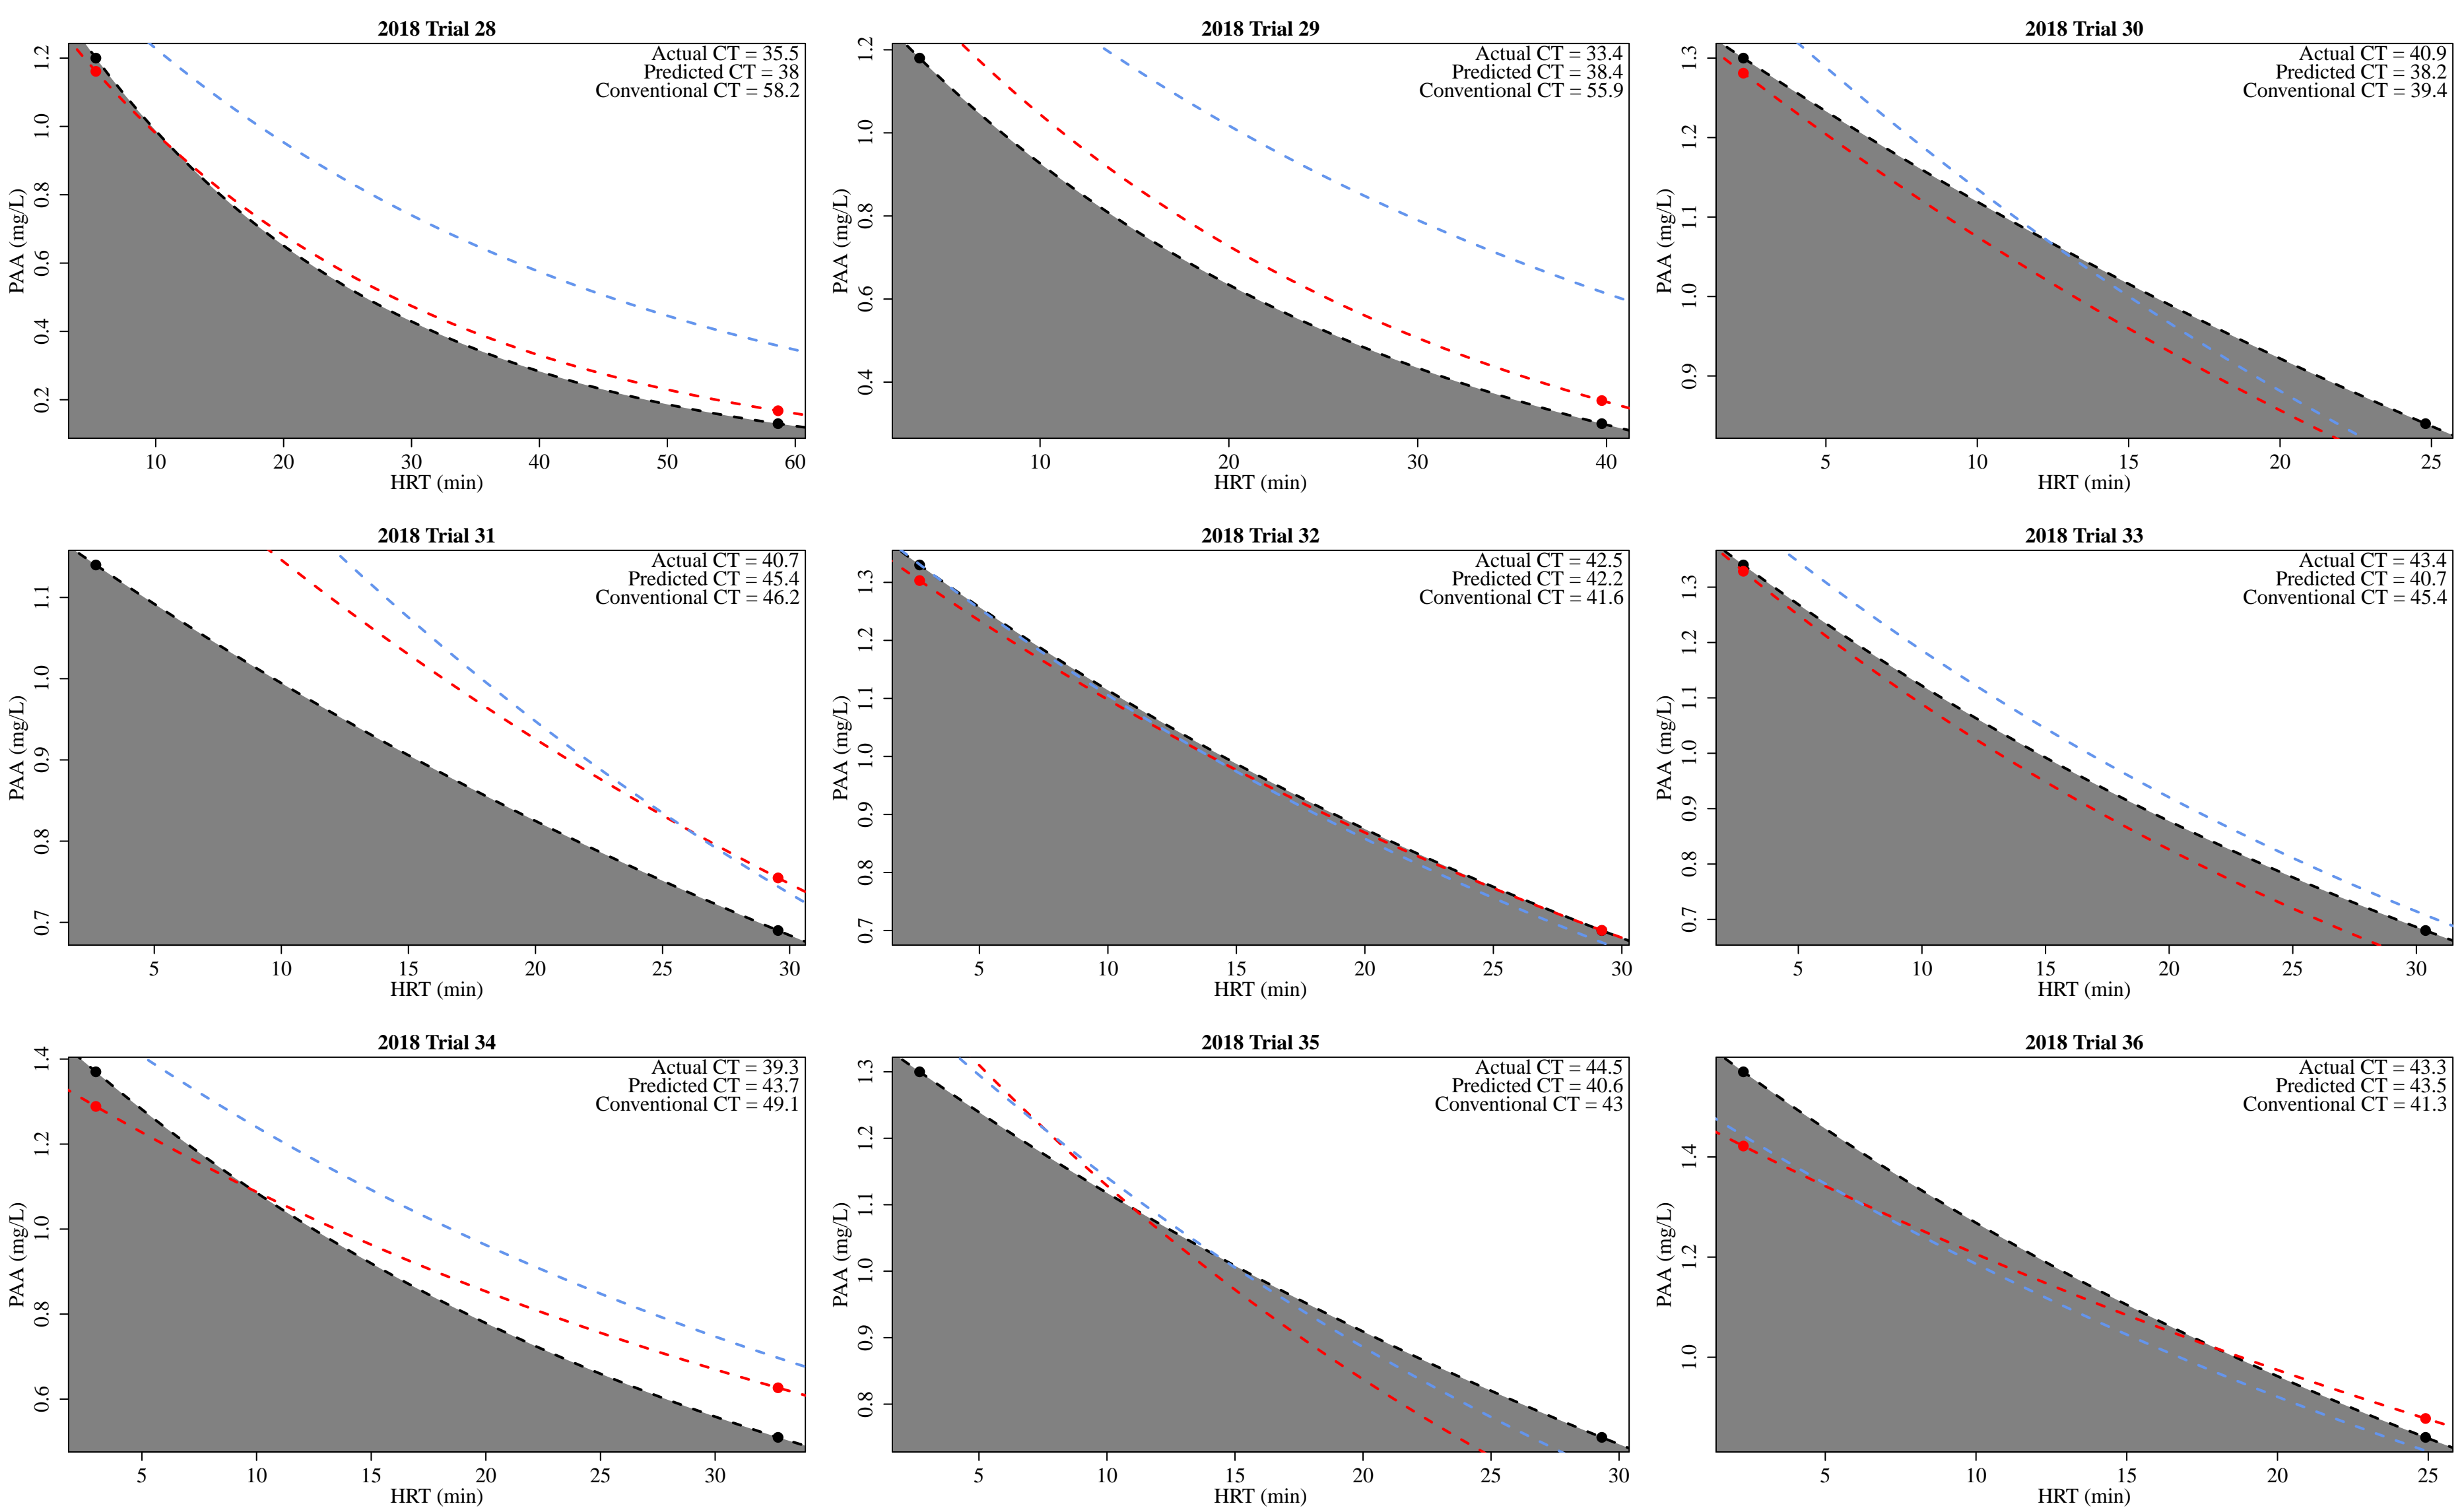 2018 Trial 28
Actual CT = 35.5
Predicted CT = 38
Conventional CT = 58.2
PAA (mg/L)
1.2
1.0
0.8
0.6
0.4
0.2
10 20 30 40 50 60
HRT (min)
2018 Trial 29
Actual CT = 33.4
Predicted CT = 38.4
Conventional CT = 55.9
PAA (mg/L)
1.2
1.0
0.8
0.6
0.4
10 20 30 40
HRT (min)
2018 Trial 30
Actual CT = 40.9
Predicted CT = 38.2
Conventional CT = 39.4
PAA (mg/L)
1.3
1.2
1.1
1.0
0.9
5 10 15 20 25
HRT (min)
2018 Trial 31
Actual CT = 40.7
Predicted CT = 45.4
Conventional CT = 46.2
PAA (mg/L)
1.1
1.0
0.9
0.8
0.7
5 10 15 20 25 30
HRT (min)
2018 Trial 32
Actual CT = 42.5
Predicted CT = 42.2
Conventional CT = 41.6
PAA (mg/L)
1.3
1.2
1.1
1.0
0.9
0.8
0.7
5 10 15 20 25 30
HRT (min)
2018 Trial 33
Actual CT = 43.4
Predicted CT = 40.7
Conventional CT = 45.4
PAA (mg/L)
1.3
1.2
1.1
1.0
0.9
0.8
0.7
5 10 15 20 25 30
HRT (min)
2018 Trial 34
Actual CT = 39.3
Predicted CT = 43.7
Conventional CT = 49.1
PAA (mg/L)
1.4
1.2
1.0
0.8
0.6
5 10 15 20 25 30
HRT (min)
2018 Trial 35
Actual CT = 44.5
Predicted CT = 40.6
Conventional CT = 43
PAA (mg/L)
1.3
1.2
1.1
1.0
0.9
0.8
5 10 15 20 25 30
HRT (min)
2018 Trial 36
Actual CT = 43.3
Predicted CT = 43.5
Conventional CT = 41.3
PAA (mg/L)
1.4
1.2
1.0
5 10 15 20 25
HRT (min)